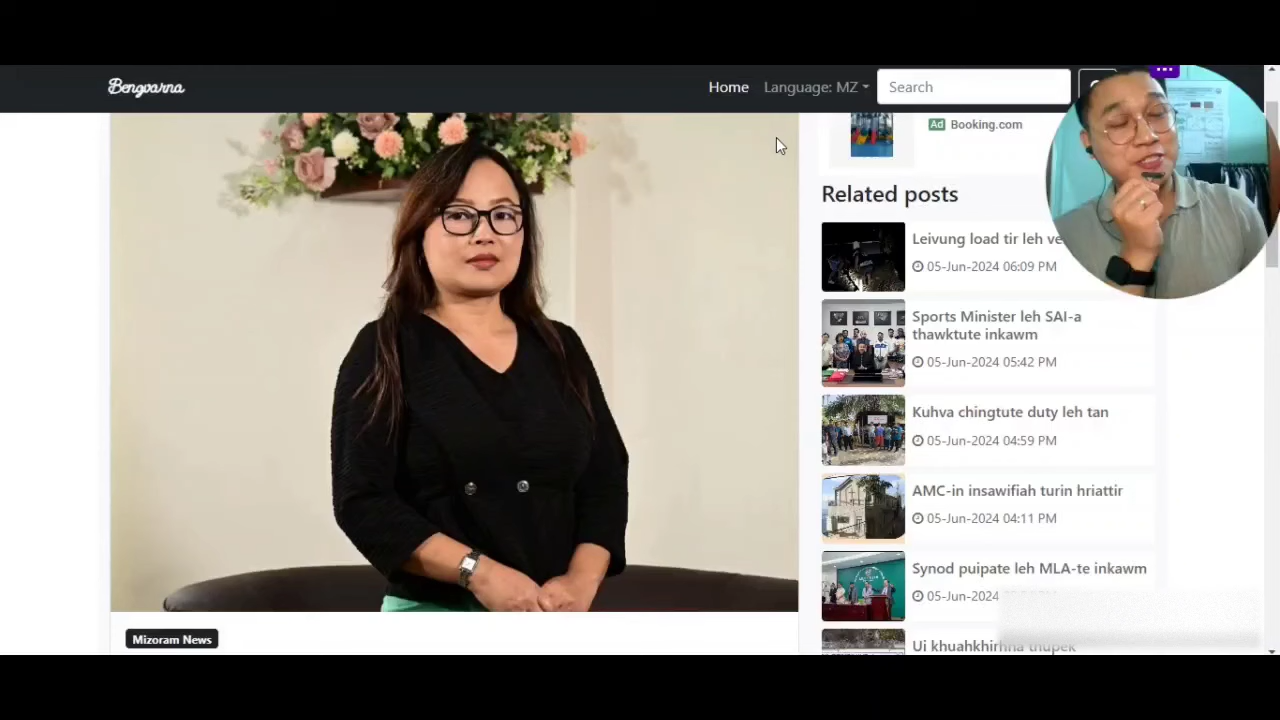 Bengvarna
Home
Language: MZ
Search
Ad Booking.com
Related posts
Leivung load tir leh
05-Jun-2024 06:09 PM
Sports Minister leh SAI-a
thawktute inkawm
05-Jun-2024 05:42 PM
Kuhva chingtute duty leh tan
05-Jun-2024 04:59 PM
AMC-in insawifiah turin hriattir
05-Jun-2024 04:11 PM
Synod puipate leh MLA-te inkawm
05-Jun-2024
Mizoram News
Ui